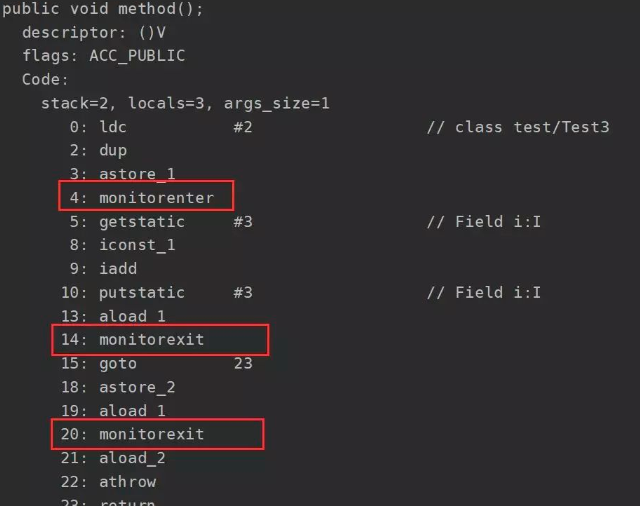 public void method();
descriptor: ()V
flags: ACC_PUBLIC
Code:
stack=2, locals=3, args_size=1
0: ldc #2 // class test/Test3
2: dup
3: astore_1
4: monitorenter
5: getstatic #3 // Field i:I
8: iconst_1
9: iadd
10: putstatic #3 // Field i:I
13: aload_1
14: monitorexit
15: goto 23
18: astore_2
19: aload_1
20: monitorexit
21: aload_2
22: athrow
23: return